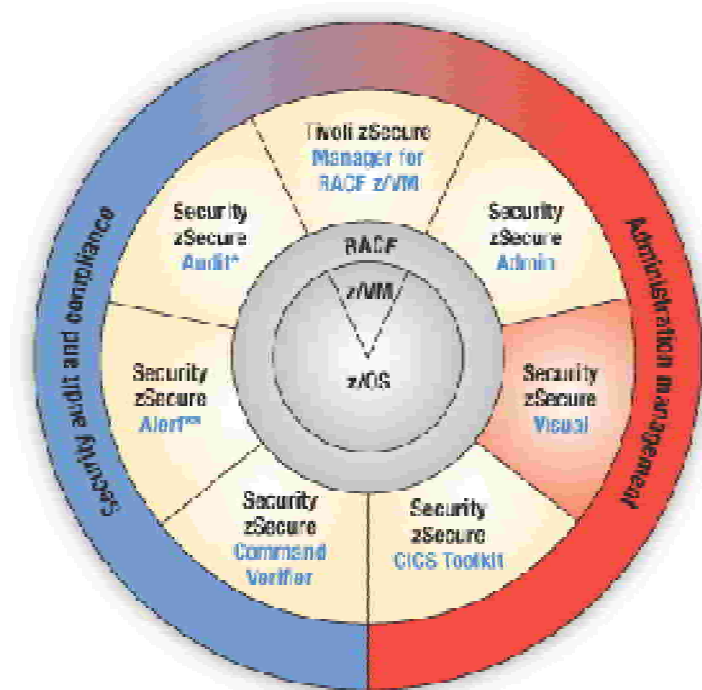 Tivoli zSecure
Manager for
RACF z/VM
Security
zSecure
Audit*
Security
zSecure
Admin
RACF
z/VM
z/OS
Security
zSecure
Alert**
Security
zSecure
Visual
Security
zSecure
Command
Verifier
Security
zSecure
CICS Toolkit
Security audit and compliance
Administration management